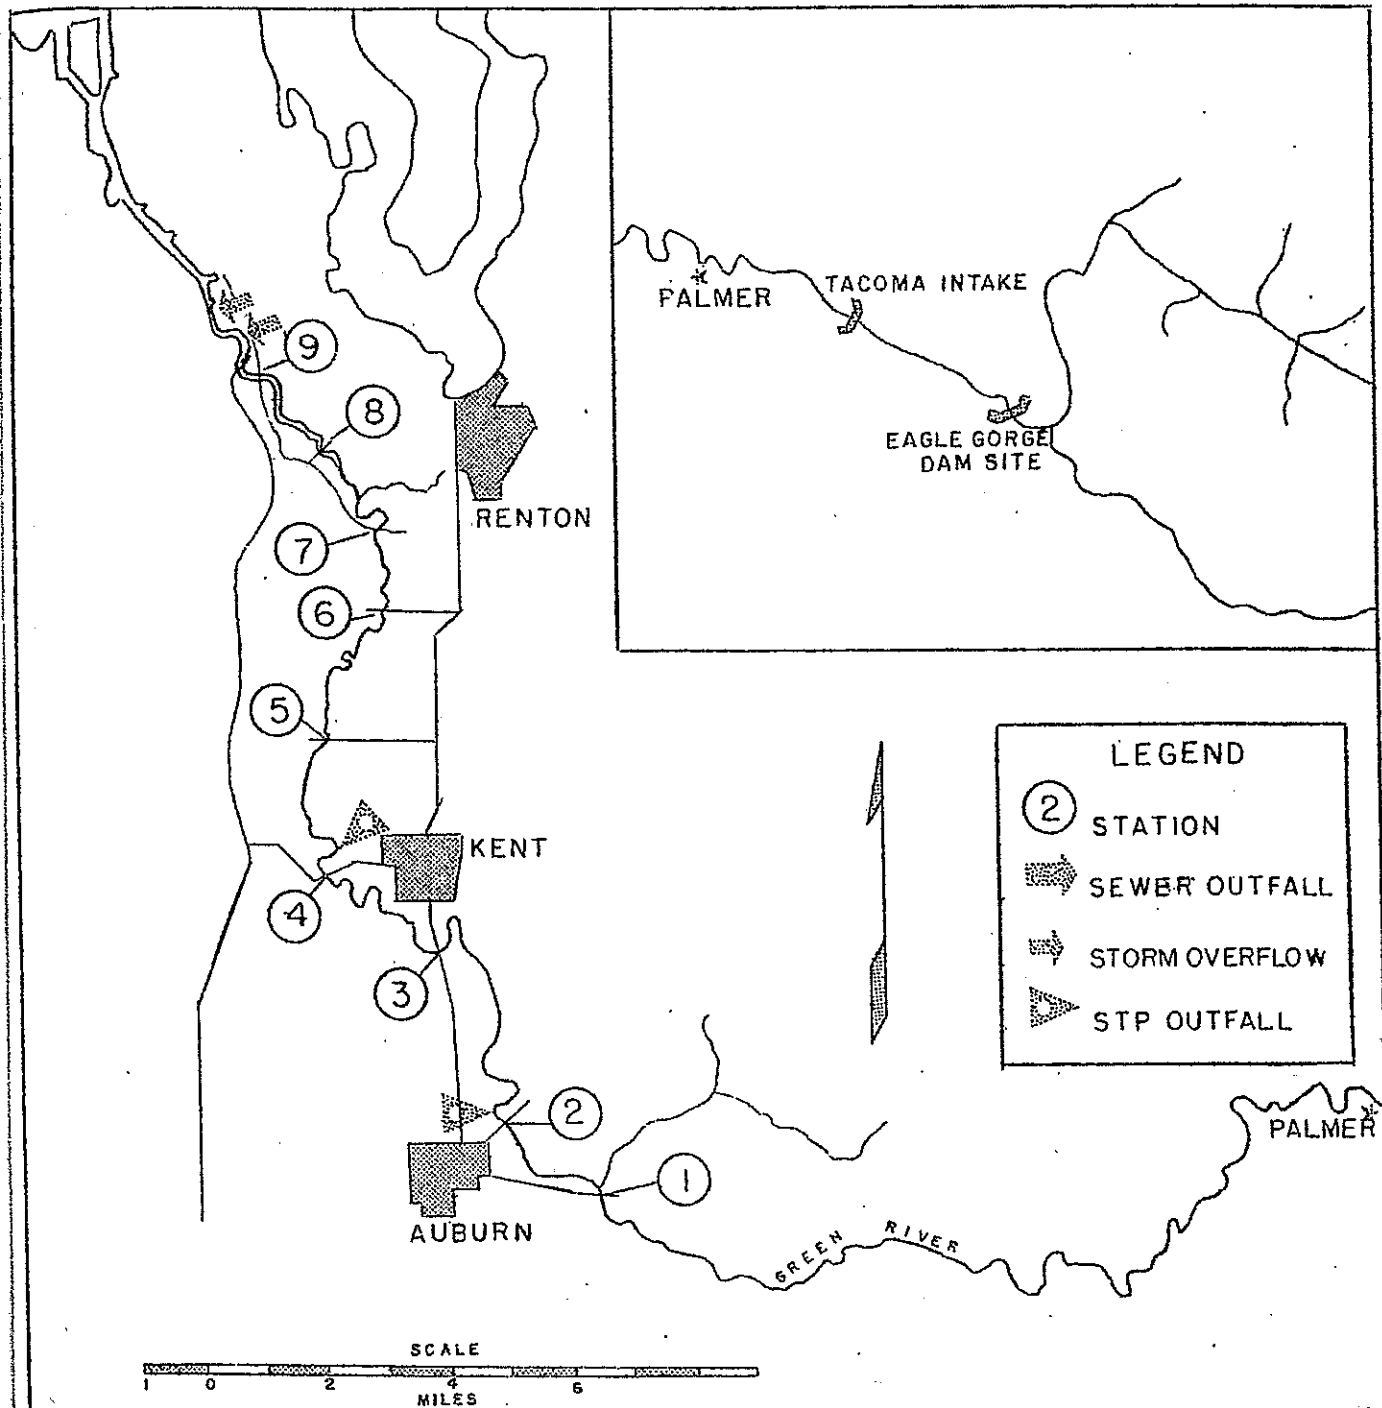 PALMER
TACOMA INTAKE
EAGLE GORGE
DAM SITE
9
8
RENTON
7
6
5
KENT
4
3
2
1
AUBURN
GREEN RIVER
PALMER
LEGEND
2 STATION
SEWER OUTFALL
STORM OVERFLOW
STP OUTFALL
SCALE
1 0 2 4 6
MILES